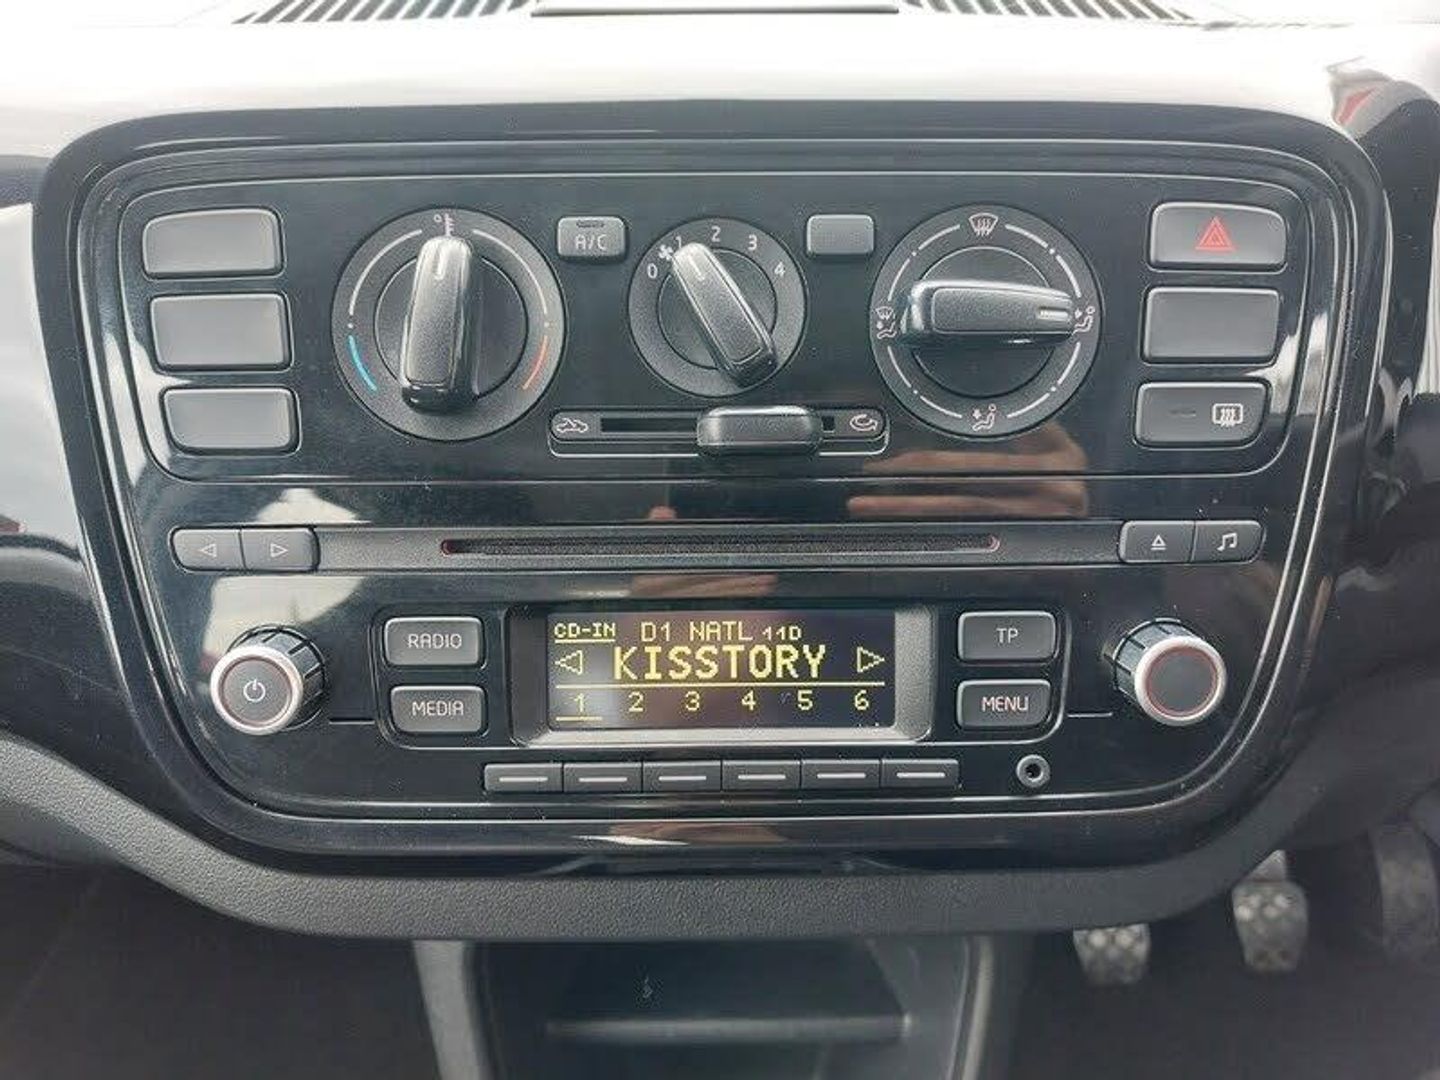 A/C
0 1 2 3 4
RADIO
MEDIA
CD-IN D1 NATL 11D
KISSTORY
1 2 3 4 5 6
TP
MENU